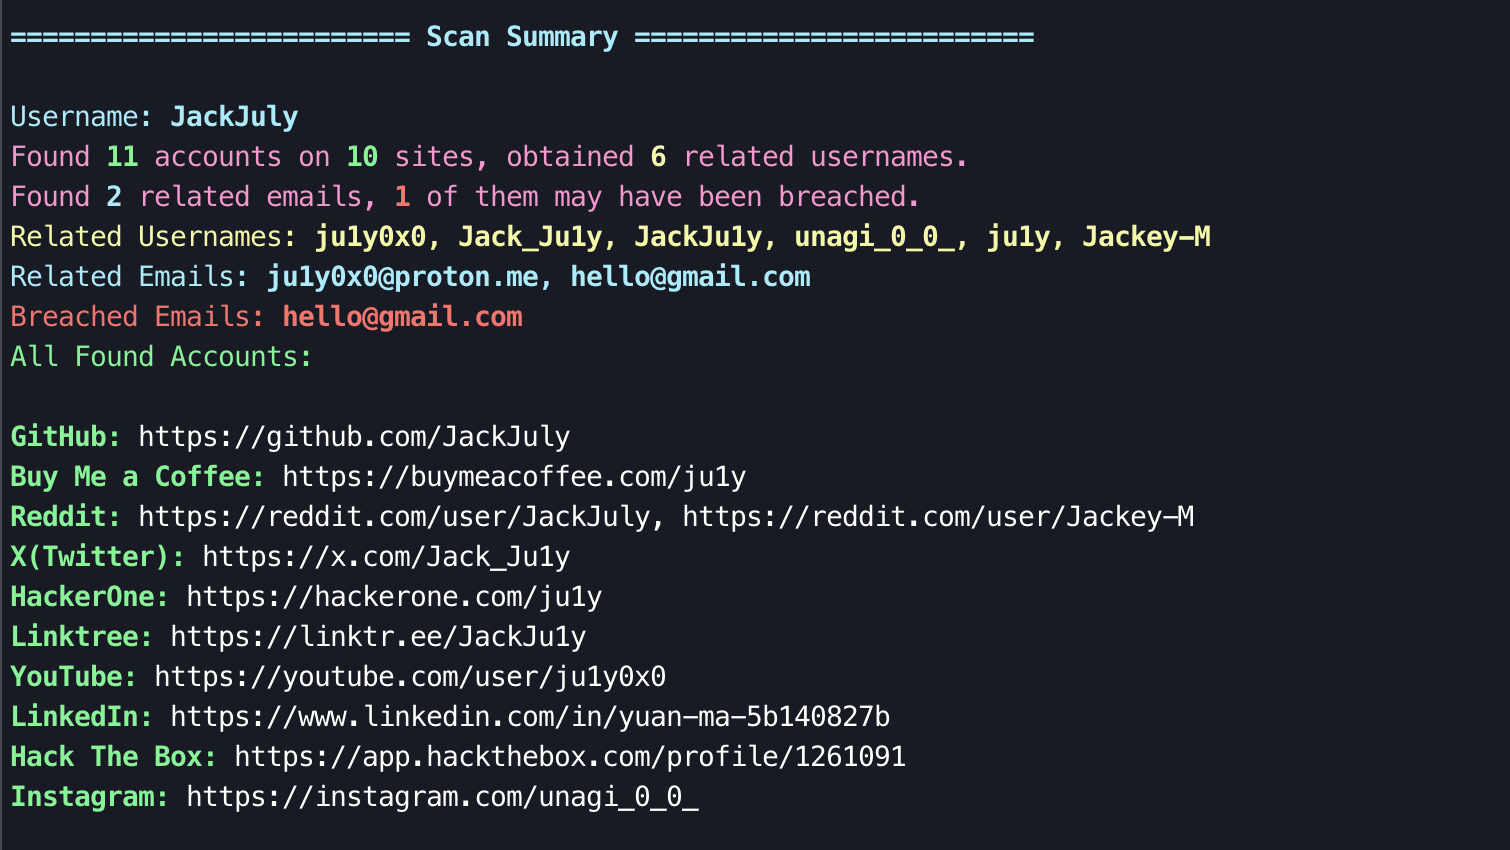 ========================= Scan Summary =========================
Username: JackJuly
Found 11 accounts on 10 sites, obtained 6 related usernames.
Found 2 related emails, 1 of them may have been breached.
Related Usernames: ju1y0x0, Jack_Ju1y, JackJu1y, unagi_0_0_, ju1y, Jackey-M
Related Emails: ju1y0x0@proton.me, hello@gmail.com
Breached Emails: hello@gmail.com
All Found Accounts:
GitHub: https://github.com/JackJuly
Buy Me a Coffee: https://buymeacoffee.com/ju1y
Reddit: https://reddit.com/user/JackJuly, https://reddit.com/user/Jackey-M
X(Twitter): https://x.com/Jack_Ju1y
HackerOne: https://hackerone.com/ju1y
Linktree: https://linktr.ee/JackJu1y
YouTube: https://youtube.com/user/ju1y0x0
LinkedIn: https://www.linkedin.com/in/yuan-ma-5b140827b
Hack The Box: https://app.hackthebox.com/profile/1261091
Instagram: https://instagram.com/unagi_0_0_